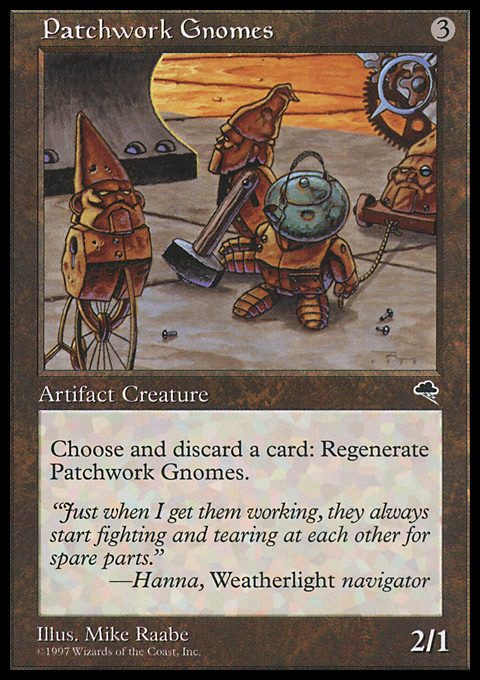 Patchwork Gnomes 3
Artifact Creature
Choose and discard a card: Regenerate
Patchwork Gnomes.
“Just when I get them working, they always
start fighting and tearing at each other for
spare parts.”
—Hanna, Weatherlight navigator
Illus. Mike Raabe
©1997 Wizards of the Coast, Inc.
2/1